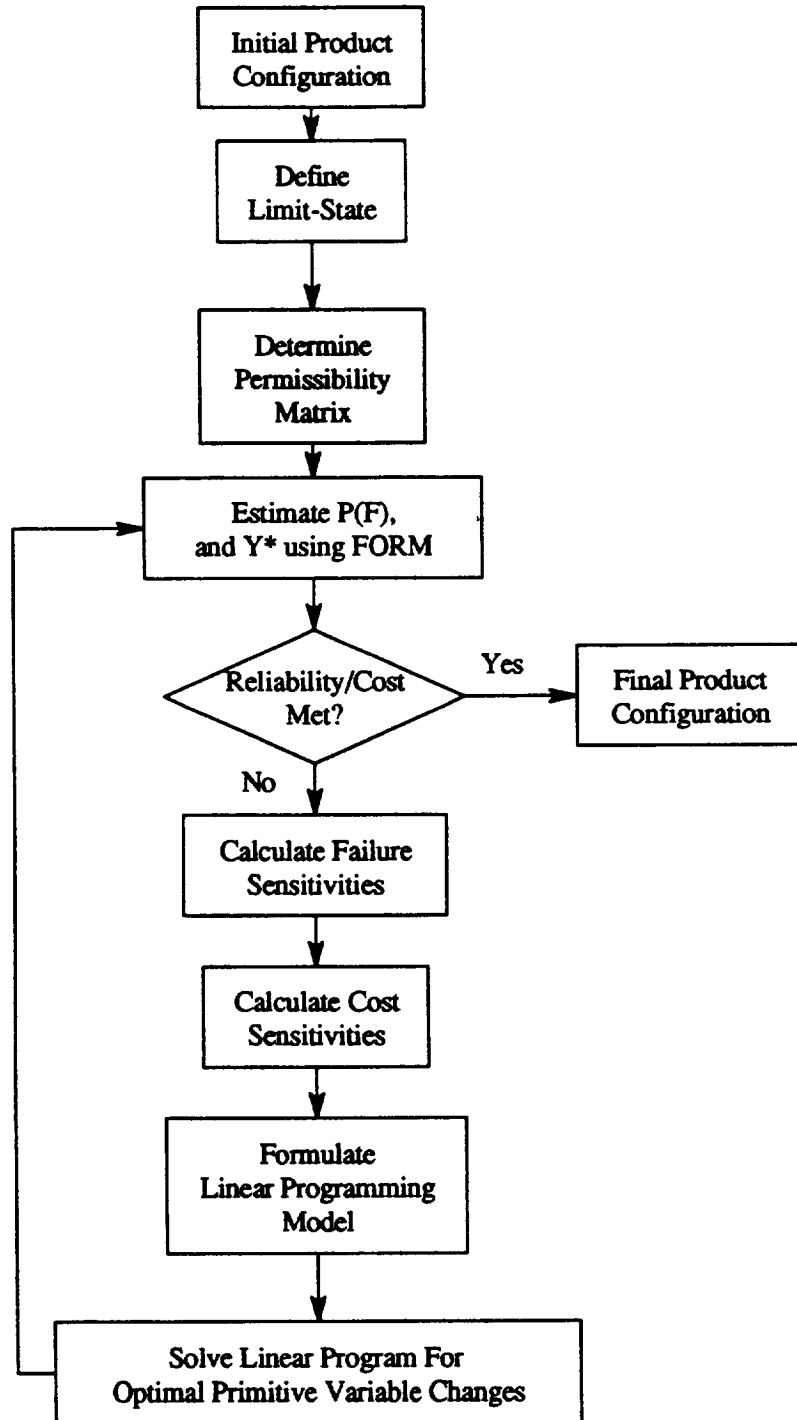 Initial Product
Configuration
Define
Limit-State
Determine
Permissibility
Matrix
Estimate P(F),
and Y* using FORM
Reliability/Cost
Met?
Yes
Final Product
Configuration
No
Calculate Failure
Sensitivities
Calculate Cost
Sensitivities
Formulate
Linear Programming
Model
Solve Linear Program For
Optimal Primitive Variable Changes